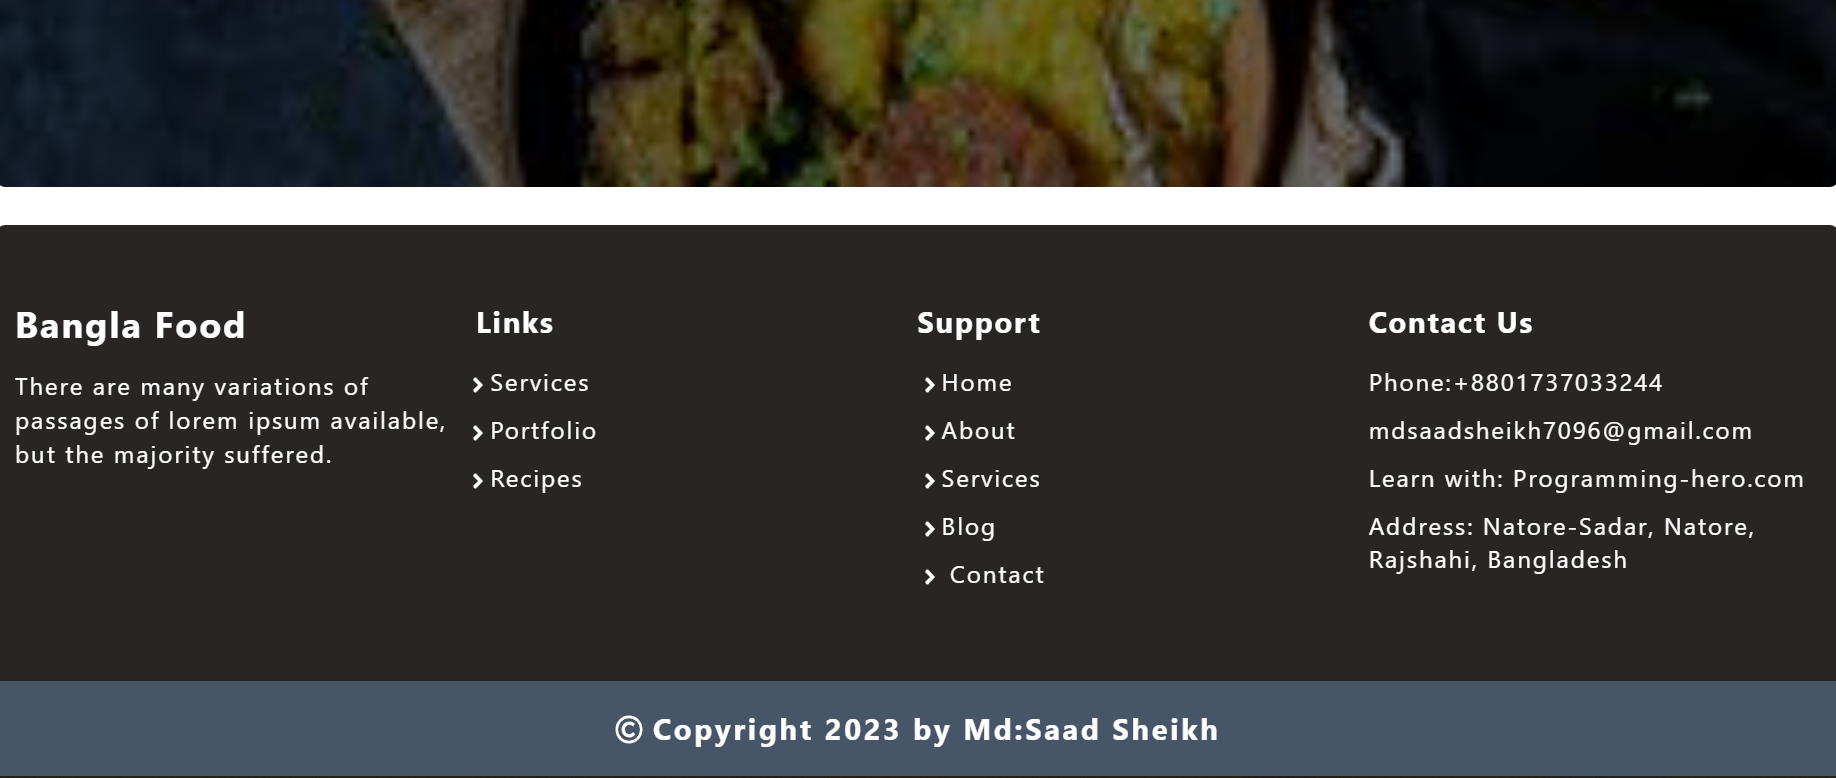 Bangla Food
There are many variations of
passages of lorem ipsum available,
but the majority suffered.
Links
Services
Portfolio
Recipes
Support
Home
About
Services
Blog
Contact
Contact Us
Phone:+8801737033244
mdsaadsheikh7096@gmail.com
Learn with: Programming-hero.com
Address: Natore-Sadar, Natore,
Rajshahi, Bangladesh
© Copyright 2023 by Md:Saad Sheikh